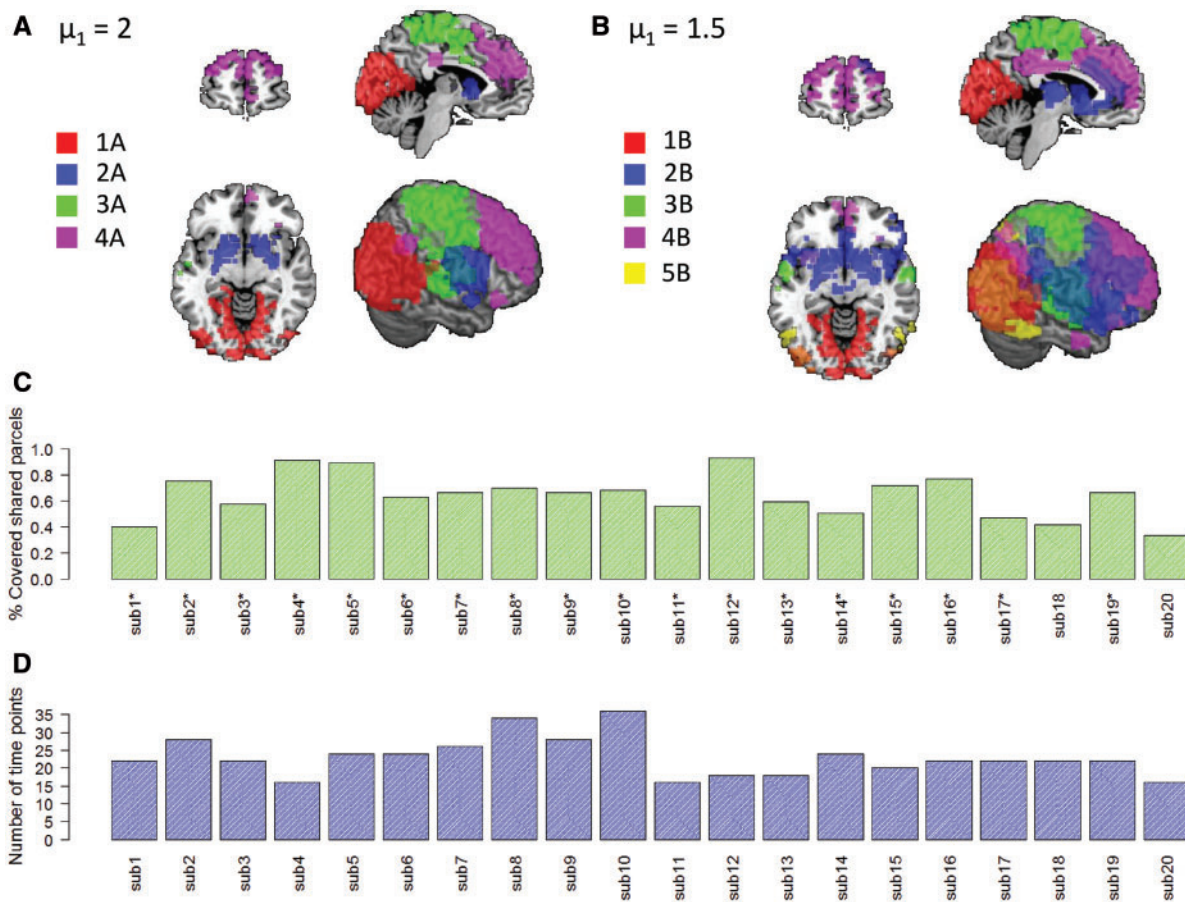 A μ₁ = 2
1A
2A
3A
4A
B μ₁ = 1.5
1B
2B
3B
4B
5B
C
% Covered shared parcels
1.0
0.8
0.6
0.4
0.2
0.0
sub1* sub2* sub3* sub4* sub5* sub6* sub7* sub8* sub9* sub10* sub11* sub12* sub13* sub14* sub15* sub16* sub17* sub18 sub19* sub20
D
Number of time points
35
30
25
20
15
10
5
0
sub1 sub2 sub3 sub4 sub5 sub6 sub7 sub8 sub9 sub10 sub11 sub12 sub13 sub14 sub15 sub16 sub17 sub18 sub19 sub20